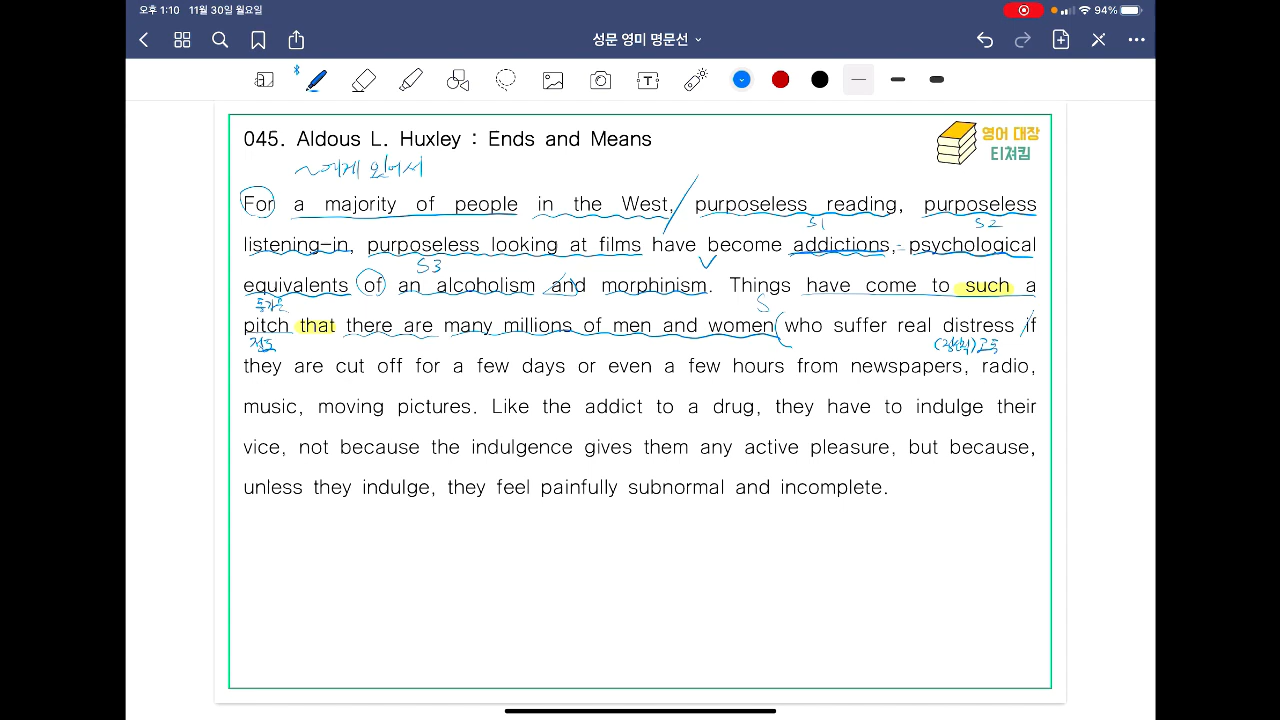 오후 1:10 11월 30일 월요일
94%
성문 영미 명문선
045. Aldous L. Huxley : Ends and Means
영어 대장
티쳐킴
~에게 있어서
For a majority of people in the West, purposeless reading, purposeless
S1 S2
listening-in, purposeless looking at films have become addictions, = psychological
S3 V
equivalents of an alcoholism and morphinism. Things have come to such a
S
pitch that there are many millions of men and women (who suffer real distress / if
정도 (정신적) 고통
they are cut off for a few days or even a few hours from newspapers, radio,
music, moving pictures. Like the addict to a drug, they have to indulge their
vice, not because the indulgence gives them any active pleasure, but because,
unless they indulge, they feel painfully subnormal and incomplete.